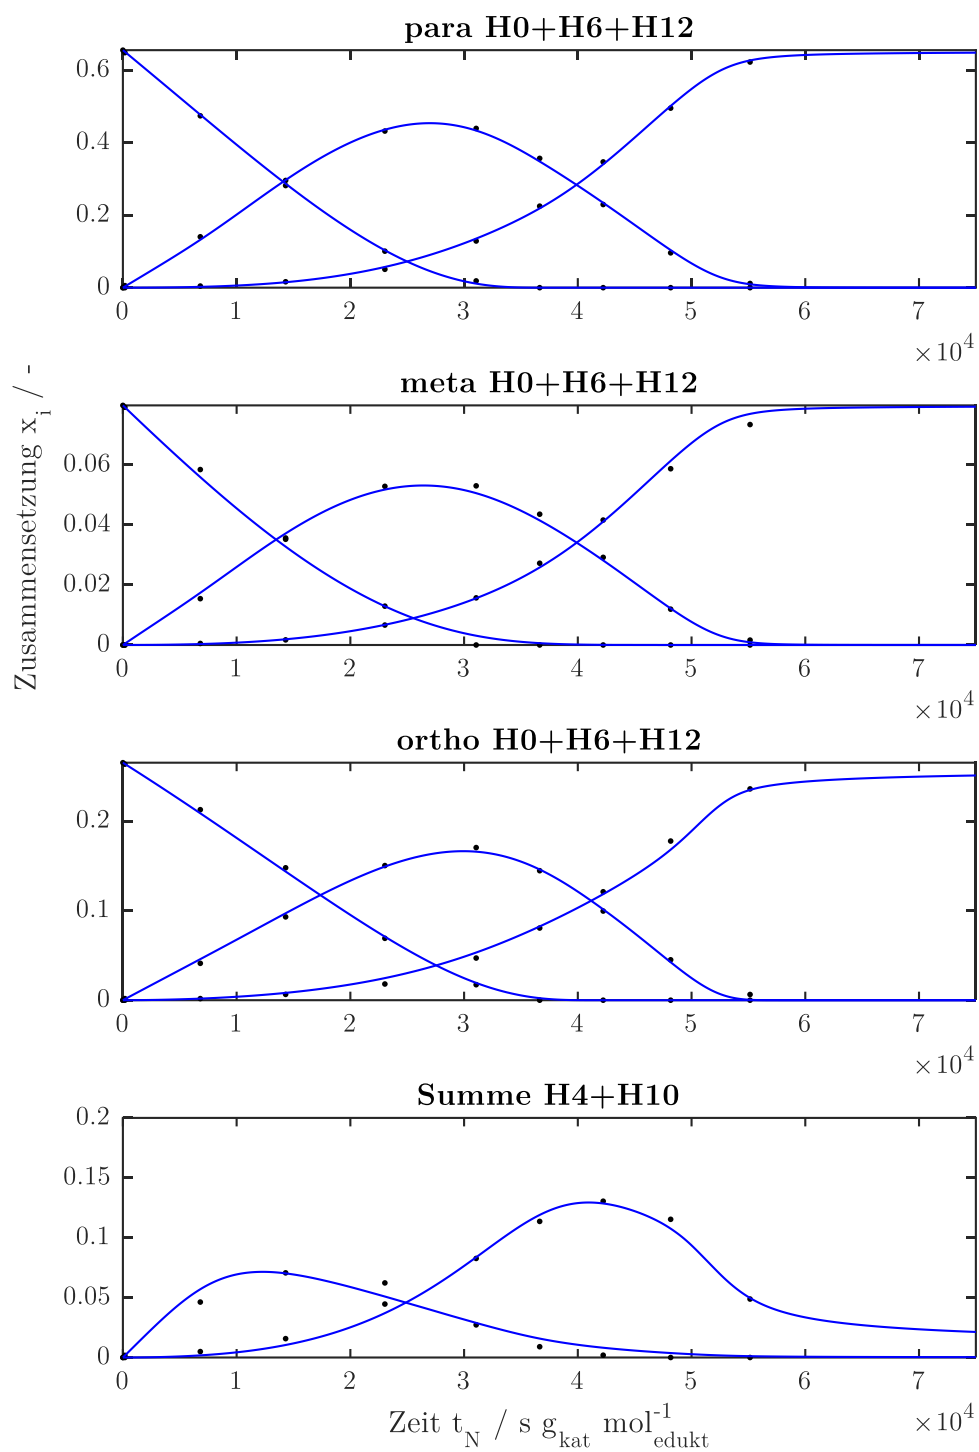 para H0+H6+H12
0.6
0.4
0.2
0
0 1 2 3 4 5 6 7
×10^4
meta H0+H6+H12
0.06
0.04
0.02
0
0 1 2 3 4 5 6 7
×10^4
Zusammensetzung x_i / -
ortho H0+H6+H12
0.2
0.1
0
0 1 2 3 4 5 6 7
×10^4
Summe H4+H10
0.2
0.15
0.1
0.05
0
0 1 2 3 4 5 6 7
×10^4
Zeit t_N / s g_kat mol_edukt^-1